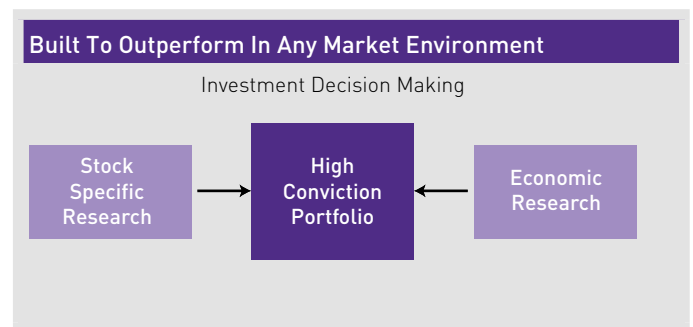 Built To Outperform In Any Market Environment
Investment Decision Making
Stock
Specific
Research
High
Conviction
Portfolio
Economic
Research